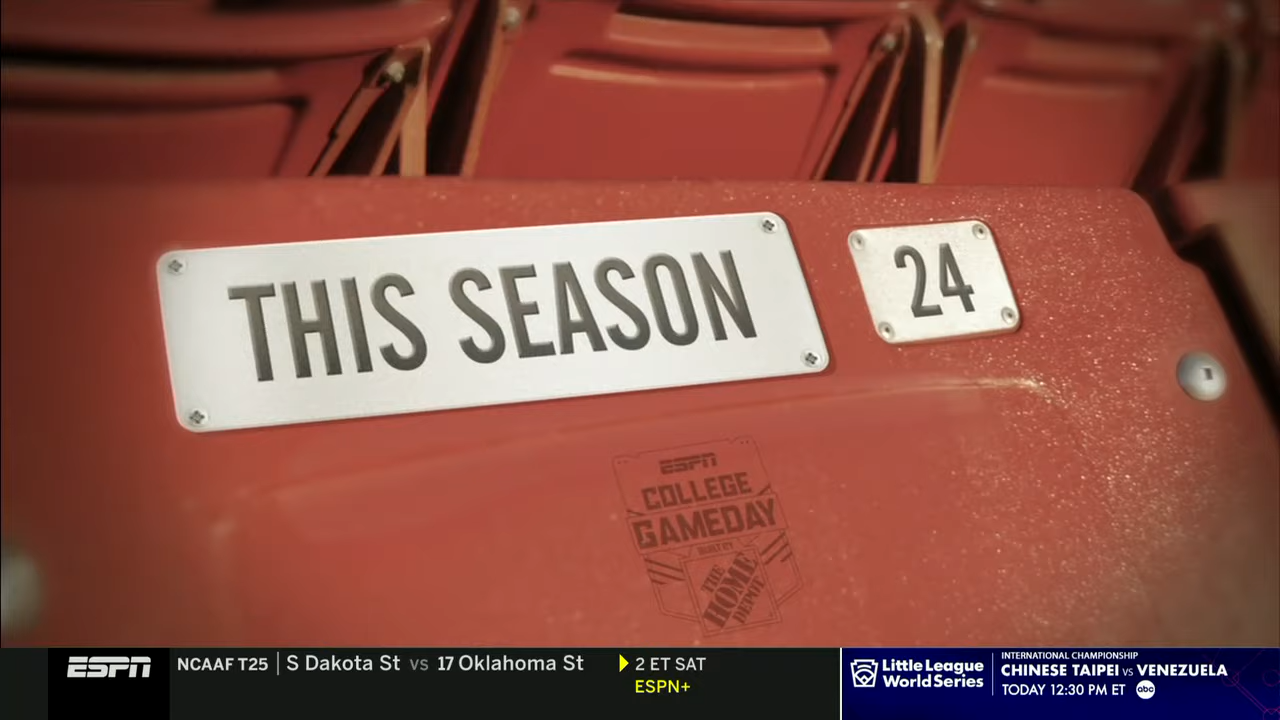 THIS SEASON
24
ESPN
COLLEGE
GAMEDAY
BUILT BY
THE
HOME
DEPOT
ESPN
NCAAF T25 | S Dakota St vs 17 Oklahoma St
2 ET SAT
ESPN+
Little League
World Series
INTERNATIONAL CHAMPIONSHIP
CHINESE TAIPEI vs VENEZUELA
TODAY 12:30 PM ET abc